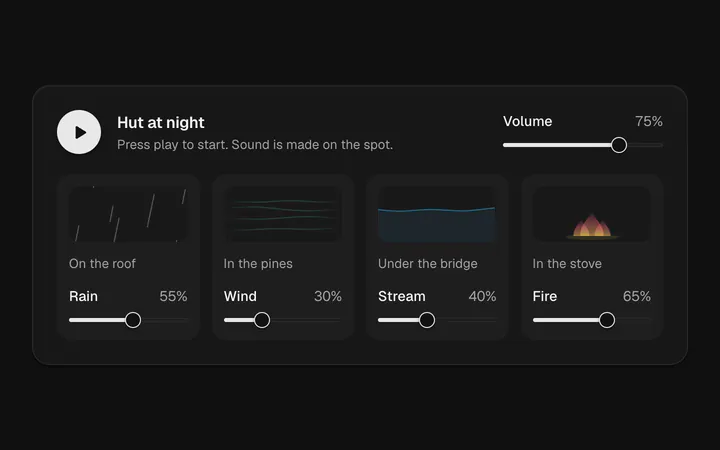 Hut at night
Press play to start. Sound is made on the spot.
Volume 75%
On the roof
Rain 55%
In the pines
Wind 30%
Under the bridge
Stream 40%
In the stove
Fire 65%